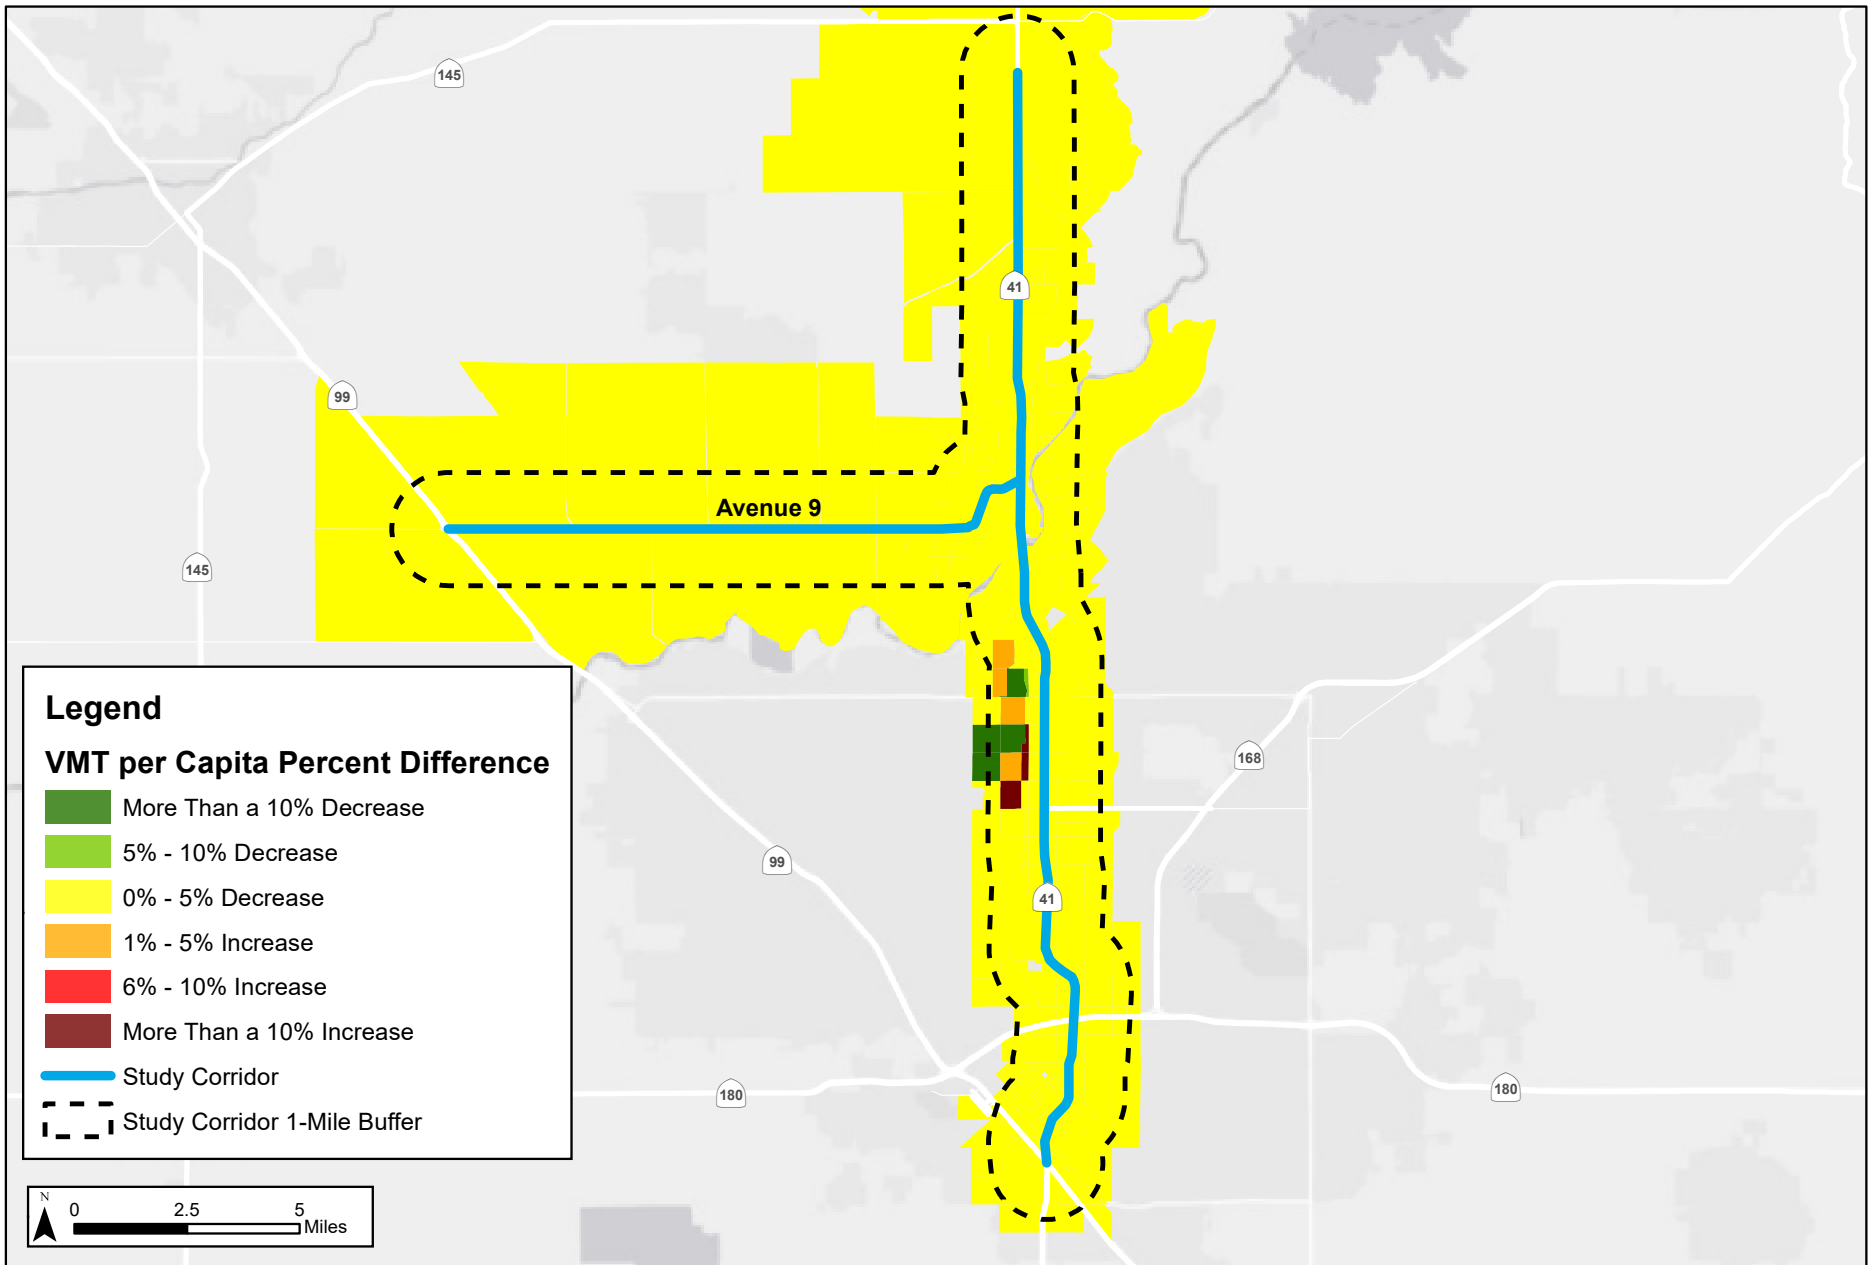 145
41
99
Avenue 9
145
168
99
41
180
180
Legend
VMT per Capita Percent Difference
More Than a 10% Decrease
5% - 10% Decrease
0% - 5% Decrease
1% - 5% Increase
6% - 10% Increase
More Than a 10% Increase
Study Corridor
Study Corridor 1-Mile Buffer
N
0 2.5 5
Miles